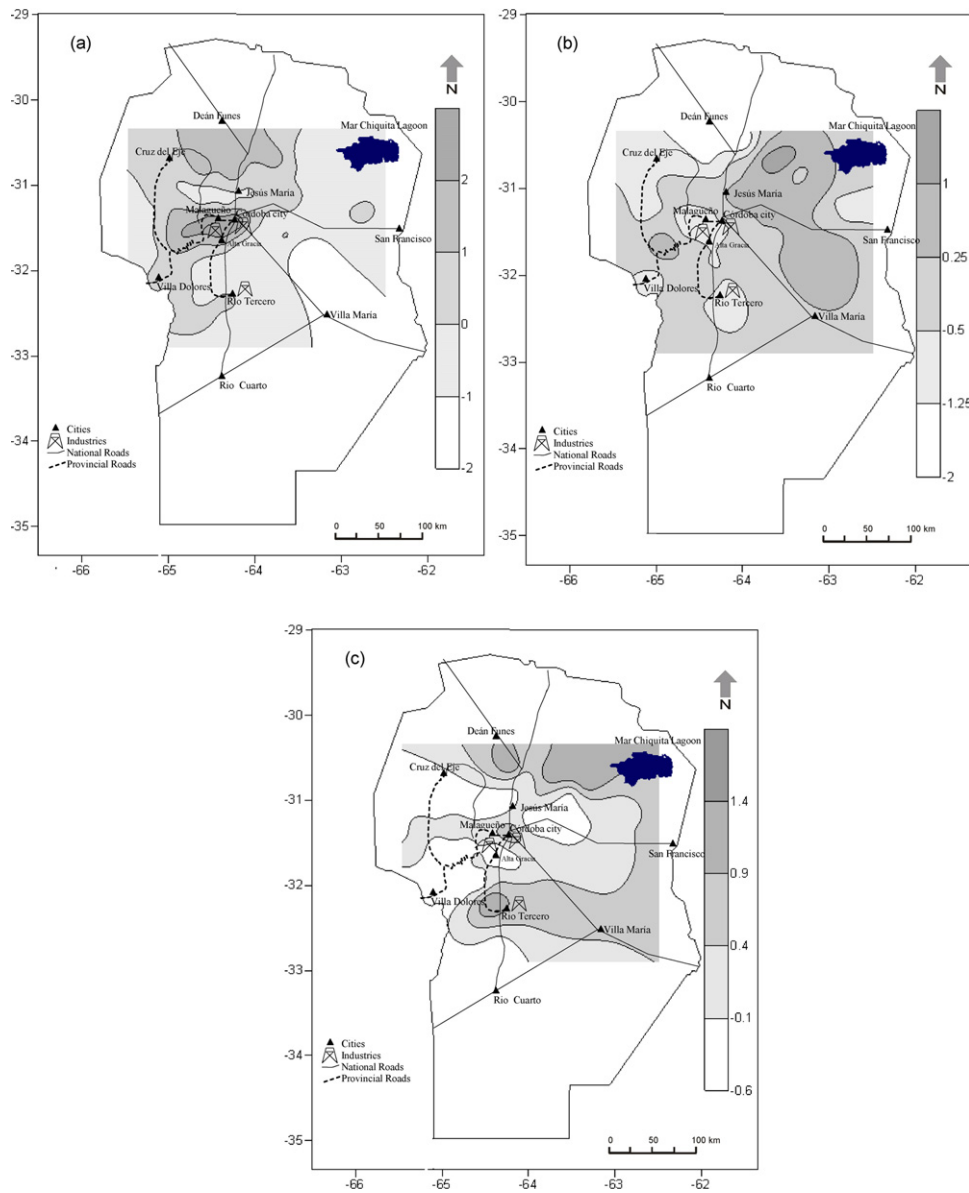 (a)
-29
-30
-31
-32
-33
-34
-35
-66
-65
-64
-63
-62
N
Deán Funes
Mar Chiquita Lagoon
Cruz del Eje
Jesús María
Malagueño
Córdoba city
Alta Gracia
San Francisco
Villa Dolores
Rio Tercero
Villa María
Rio Cuarto
2
1
0
-1
-2
Cities
Industries
National Roads
Provincial Roads
0 50 100 km
(b)
-29
-30
-31
-32
-33
-34
-35
-66
-65
-64
-63
-62
N
Deán Funes
Mar Chiquita Lagoon
Cruz del Eje
Jesús María
Malagueño
Córdoba city
Alta Gracia
San Francisco
Villa Dolores
Rio Tercero
Villa María
Rio Cuarto
1
0.25
-0.5
-1.25
-2
Cities
Industries
National Roads
Provincial Roads
0 50 100 km
(c)
-29
-30
-31
-32
-33
-34
-35
-66
-65
-64
-63
-62
N
Deán Funes
Mar Chiquita Lagoon
Cruz del Eje
Jesús María
Malagueño
Córdoba city
Alta Gracia
San Francisco
Villa Dolores
Rio Tercero
Villa María
Rio Cuarto
1.4
0.9
0.4
-0.1
-0.6
Cities
Industries
National Roads
Provincial Roads
0 50 100 km